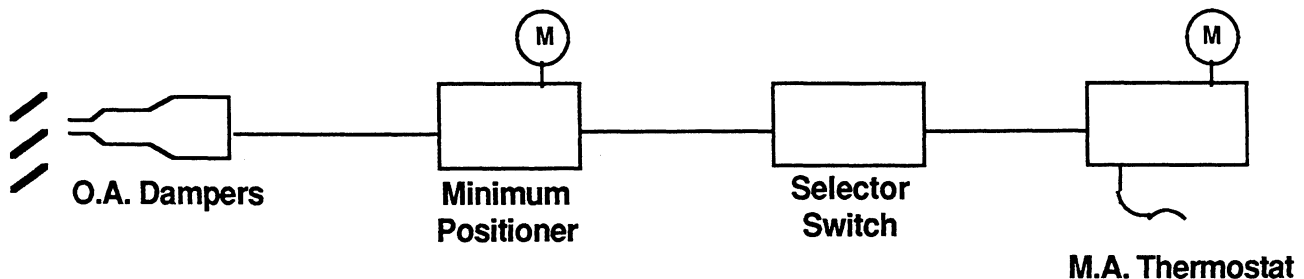 M
M
O.A. Dampers
Minimum
Positioner
Selector
Switch
M.A. Thermostat